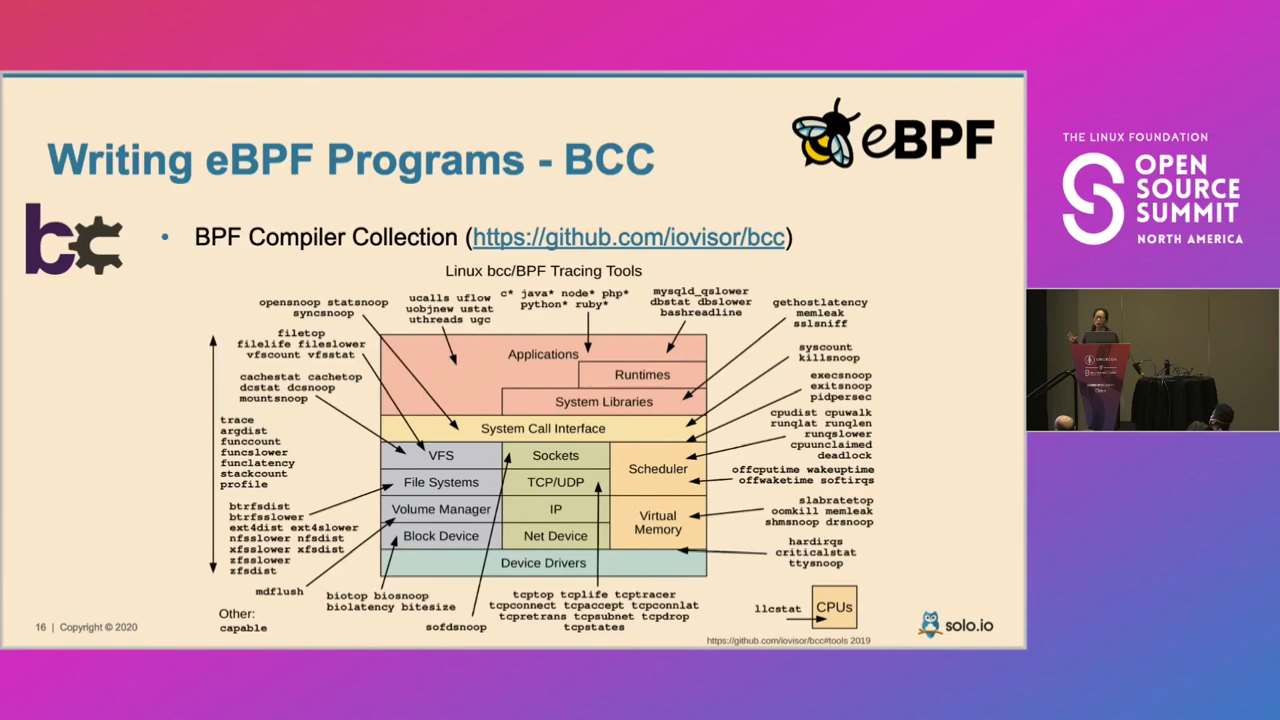 Writing eBPF Programs - BCC
eBPF
bc
• BPF Compiler Collection (https://github.com/iovisor/bcc)
Linux bcc/BPF Tracing Tools
opensnoop statsnoop
syncsnoop
ucalls uflow
uobjnew ustat
uthreads ugc
c* java* node* php*
python* ruby*
mysqld_qslower
dbstat dbslower
bashreadline
gethostlatency
memleak
sslsniff
filetop
filelife fileslower
vfscount vfsstat
syscount
killsnoop
cachestat cachetop
dcstat dcsnoop
mountsnoop
execsnoop
exitsnoop
pidpersec
trace
argdist
funccount
funcslower
funclatency
stackcount
profile
cpudist cpuwalk
runqlat runqlen
runqslower
cpuunclaimed
deadlock
offcputime wakeuptime
offwaketime softirqs
btrfsdist
btrfsslower
ext4dist ext4slower
nfsslower nfsdist
xfsslower xfsdist
zfsslower
zfsdist
slabratetop
oomkill memleak
shmsnoop drsnoop
hardirqs
criticalstat
ttysnoop
Applications
Runtimes
System Libraries
System Call Interface
VFS
Sockets
Scheduler
File Systems
TCP/UDP
Volume Manager
IP
Virtual
Memory
Block Device
Net Device
Device Drivers
mdflush
biotop biosnoop
biolatency bitesize
sofdsnoop
tcptop tcplife tcptracer
tcpconnect tcpaccept tcpconnlat
tcpretrans tcpsubnet tcpdrop
tcpstates
llcstat
CPUs
Other:
capable
16 | Copyright © 2020
solo.io
https://github.com/iovisor/bcc#tools 2019
THE LINUX FOUNDATION
OPEN
SOURCE
SUMMIT
NORTH AMERICA